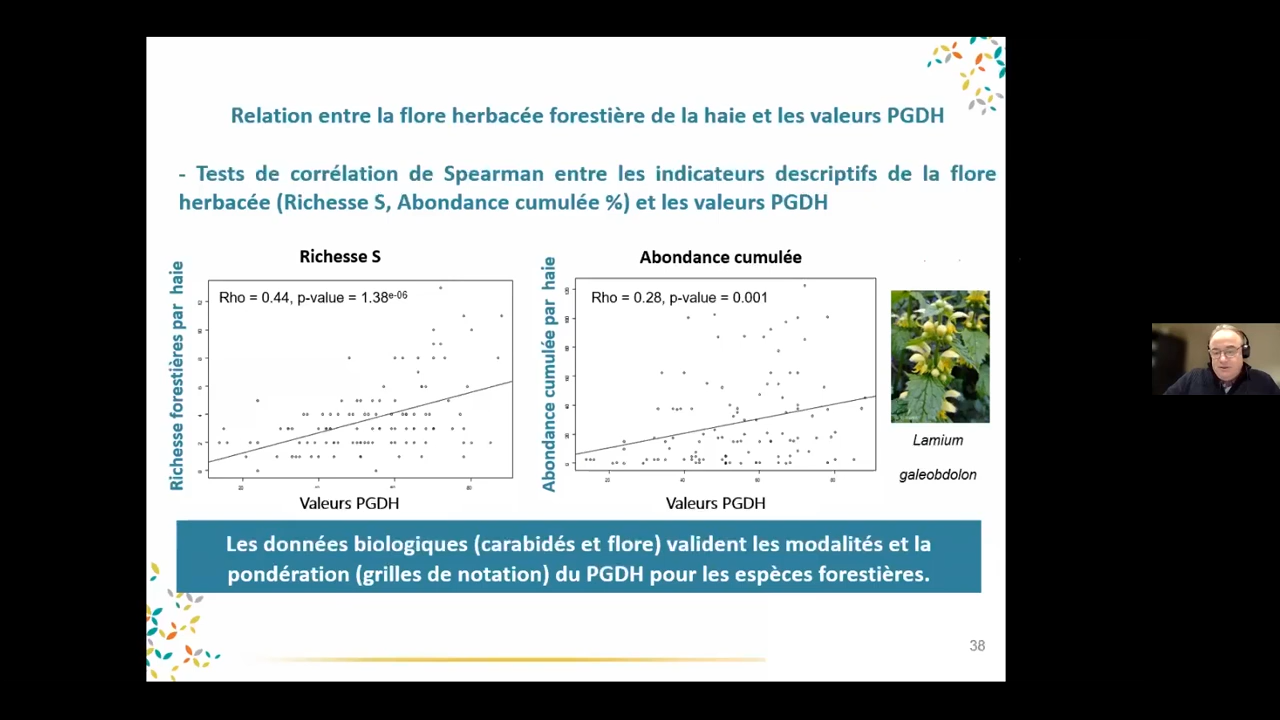 Relation entre la flore herbacée forestière de la haie et les valeurs PGDH
- Tests de corrélation de Spearman entre les indicateurs descriptifs de la flore
herbacée (Richesse S, Abondance cumulée %) et les valeurs PGDH
Richesse S
Richesse forestières par haie
Rho = 0.44, p-value = 1.38e-06
Valeurs PGDH
Abondance cumulée
Abondance cumulée par haie
Rho = 0.28, p-value = 0.001
Valeurs PGDH
Lamium
galeobdolon
Les données biologiques (carabidés et flore) valident les modalités et la
pondération (grilles de notation) du PGDH pour les espèces forestières.
38